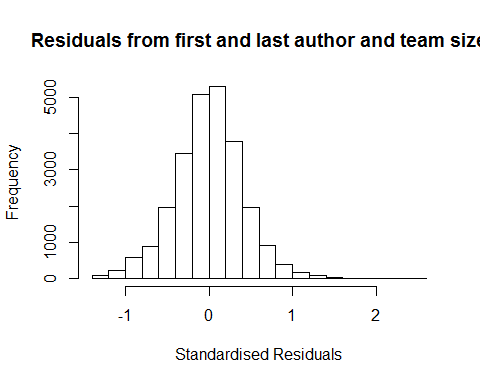 Residuals from first and last author and team size
5000
3000
1000
0
Frequency
-1 0 1 2
Standardised Residuals